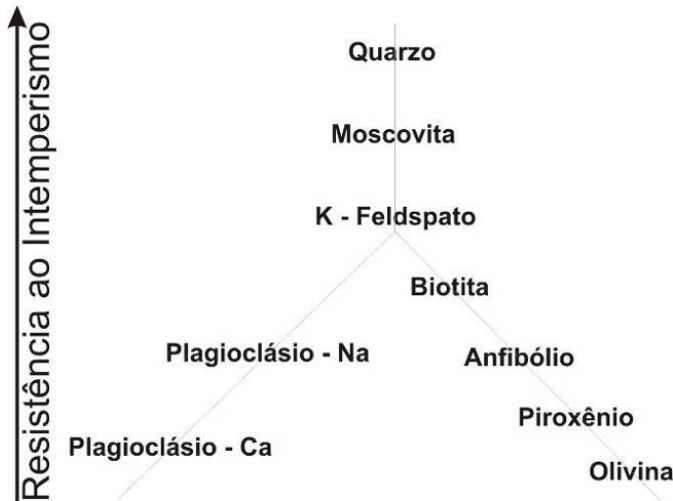 Resistência ao Intemperismo
Quarzo
Moscovita
K - Feldspato
Biotita
Plagioclásio - Na
Anfibólio
Piroxênio
Plagioclásio - Ca
Olivina